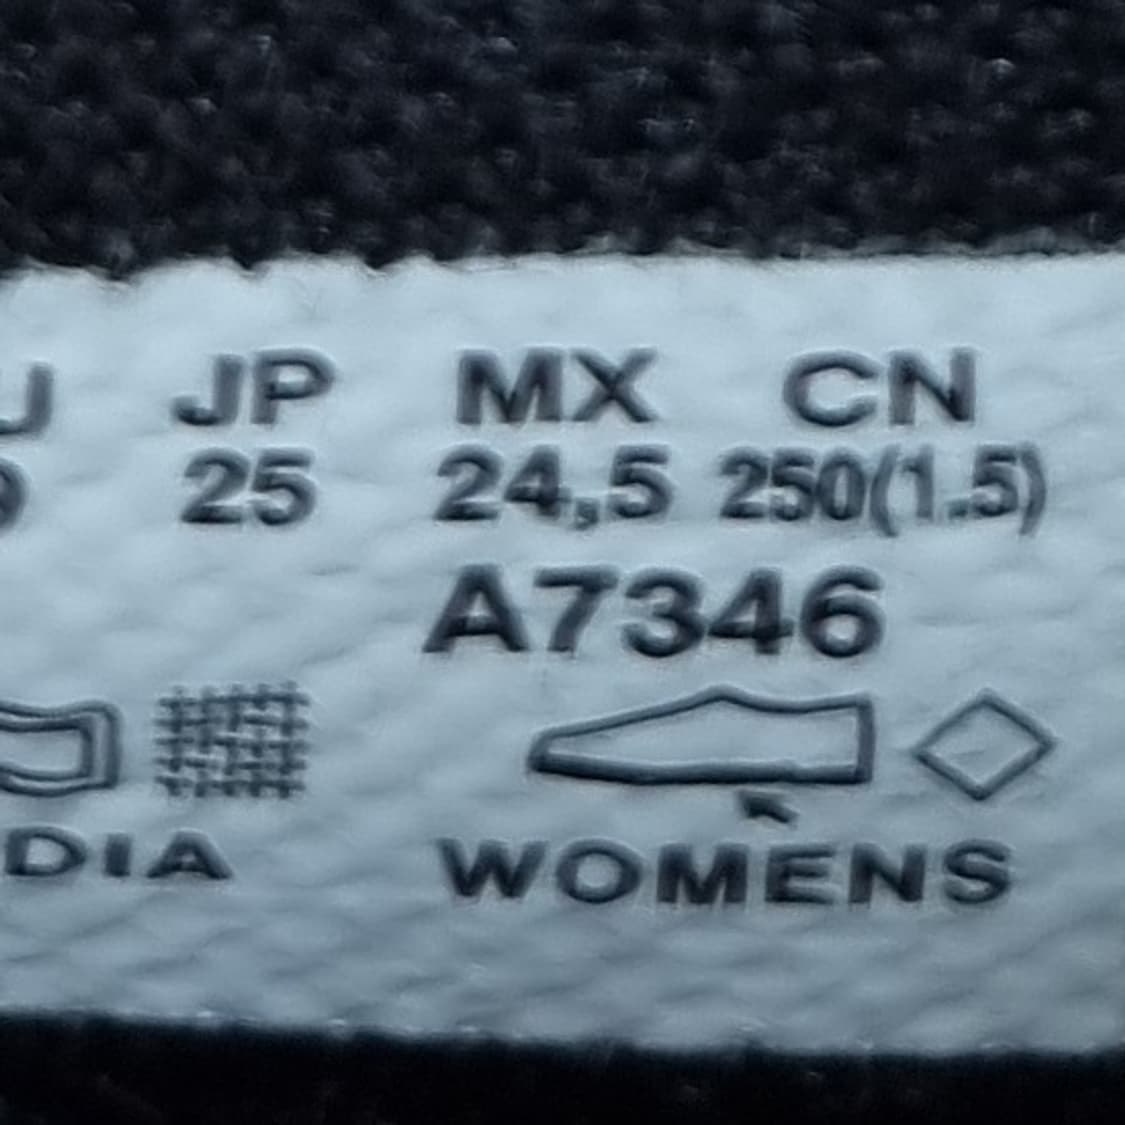 U JP MX CN
25 24,5 250(1.5)
A7346
DIA WOMENS